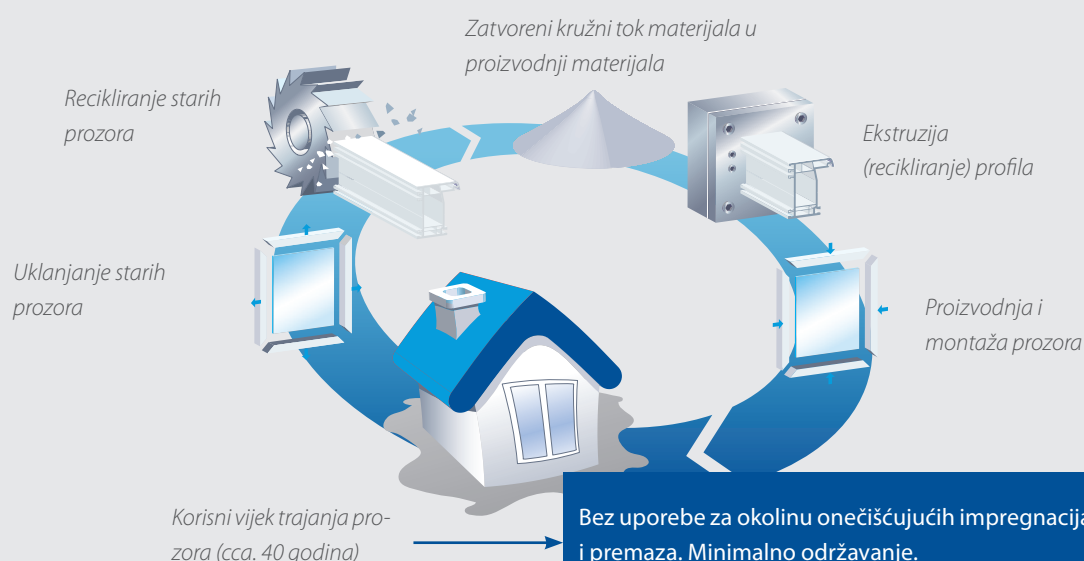 Zatvoreni kružni tok materijala u
proizvodnji materijala
Recikliranje starih
prozora
Ekstruzija
(recikliranje) profila
Uklanjanje starih
prozora
Proizvodnja i
montaža prozora
Korisni vijek trajanja pro-
zora (cca. 40 godina)
Bez uporebe za okolinu onečišćujućih impregnacija
i premaza. Minimalno održavanje.